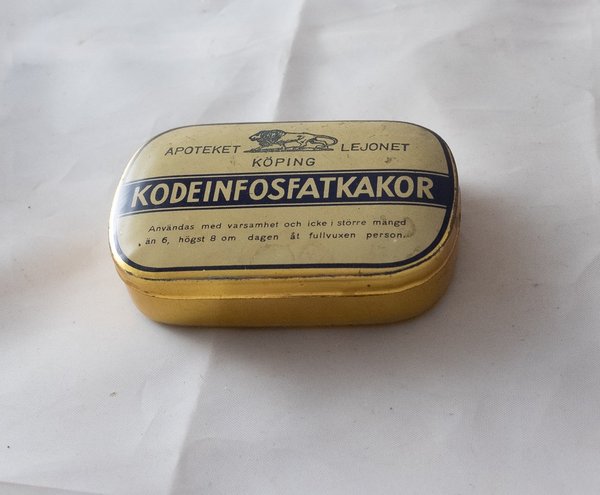 APOTEKET LEJONET
KÖPING
KODEINFOSFATKAKOR
Användas med varsamhet och icke i större mängd
än 6, högst 8 om dagen åt fullvuxen person.